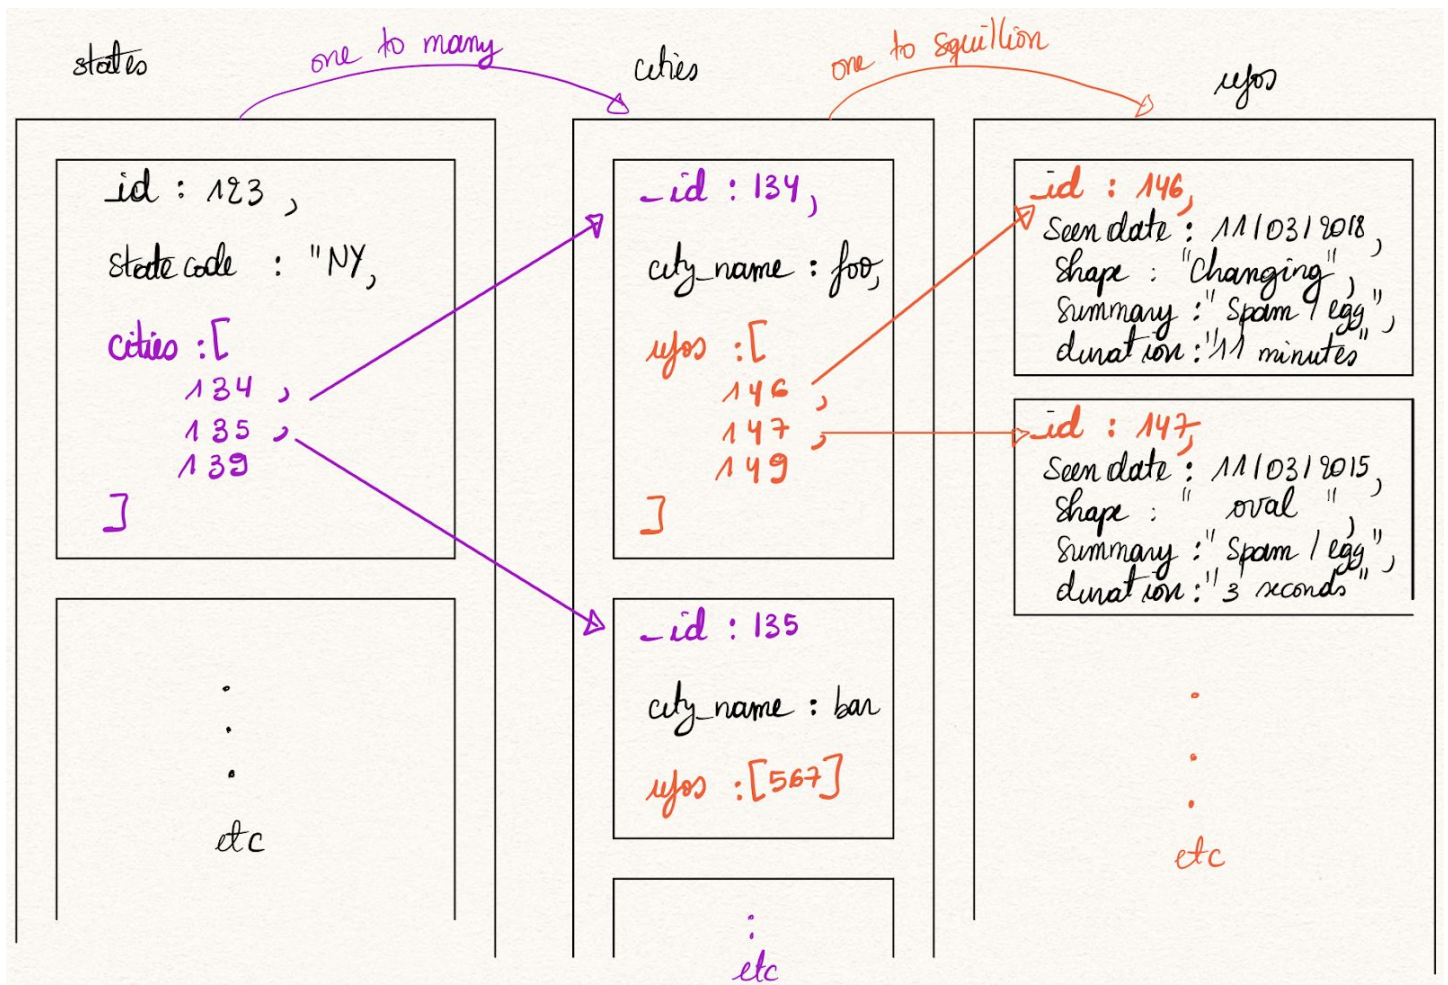 states
one to many
cities
one to squillion
ufos
_id : 123 ,
statecode : "NY,
cities :[
134 ,
135 ,
139
]
etc
_id : 134,
city_name : foo,
ufos :[
146 ,
147 ,
149
]
_id : 135
city_name : bar
ufos :[567]
etc
_id : 146,
Seen date : 11/03/2018,
Shape : "Changing",
Summary :" Spam / egg",
duration :"11 minutes"
_id : 147,
Seen date : 11/03/2015,
Shape : " oval ",
Summary :" Spam / egg",
duration :"3 seconds"
etc